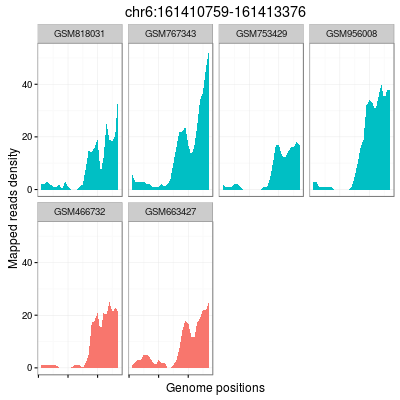 chr6:161410759-161413376
GSM818031 GSM767343 GSM753429 GSM956008
40
20
0
Mapped reads density
GSM466732 GSM663427
40
20
0
Genome positions